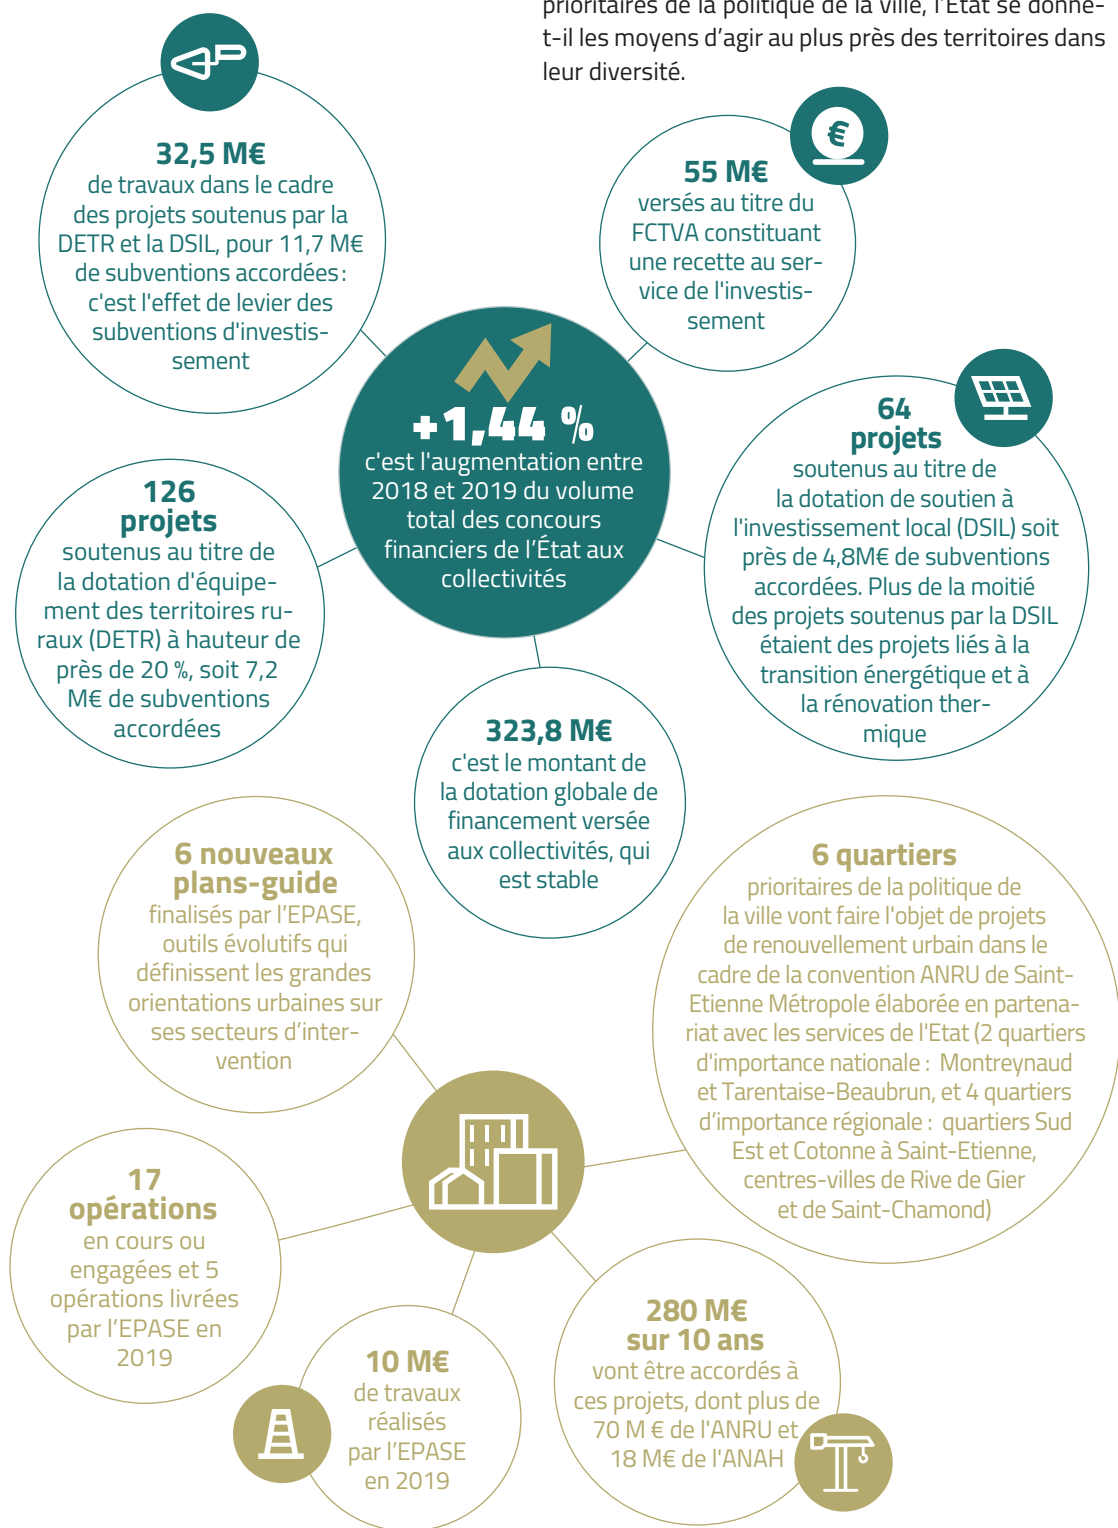 prioritaires de la politique de la ville, l'État se donne-
t-il les moyens d'agir au plus près des territoires dans
leur diversité.
32,5 M€
de travaux dans le cadre
des projets soutenus par la
DETR et la DSIL, pour 11,7 M€
de subventions accordées :
c'est l'effet de levier des
subventions d'investis-
sement
55 M€
versés au titre du
FCTVA constituant
une recette au ser-
vice de l'investis-
sement
+1,44 %
c'est l'augmentation entre
2018 et 2019 du volume
total des concours
financiers de l'État aux
collectivités
64
projets
soutenus au titre de
la dotation de soutien à
l'investissement local (DSIL) soit
près de 4,8M€ de subventions
accordées. Plus de la moitié
des projets soutenus par la DSIL
étaient des projets liés à la
transition énergétique et à
la rénovation ther-
mique
126
projets
soutenus au titre de
la dotation d'équipe-
ment des territoires ru-
raux (DETR) à hauteur de
près de 20 %, soit 7,2
M€ de subventions
accordées
323,8 M€
c'est le montant de
la dotation globale de
financement versée
aux collectivités, qui
est stable
6 nouveaux
plans-guide
finalisés par l'EPASE,
outils évolutifs qui
définissent les grandes
orientations urbaines sur
ses secteurs d'inter-
vention
6 quartiers
prioritaires de la politique de
la ville vont faire l'objet de projets
de renouvellement urbain dans le
cadre de la convention ANRU de Saint-
Etienne Métropole élaborée en partena-
riat avec les services de l'Etat (2 quartiers
d'importance nationale : Montreynaud
et Tarentaise-Beaubrun, et 4 quartiers
d'importance régionale : quartiers Sud
Est et Cotonne à Saint-Etienne,
centres-villes de Rive de Gier
et de Saint-Chamond)
17
opérations
en cours ou
engagées et 5
opérations livrées
par l'EPASE en
2019
10 M€
de travaux
réalisés
par l'EPASE
en 2019
280 M€
sur 10 ans
vont être accordés à
ces projets, dont plus de
70 M € de l'ANRU et
18 M€ de l'ANAH